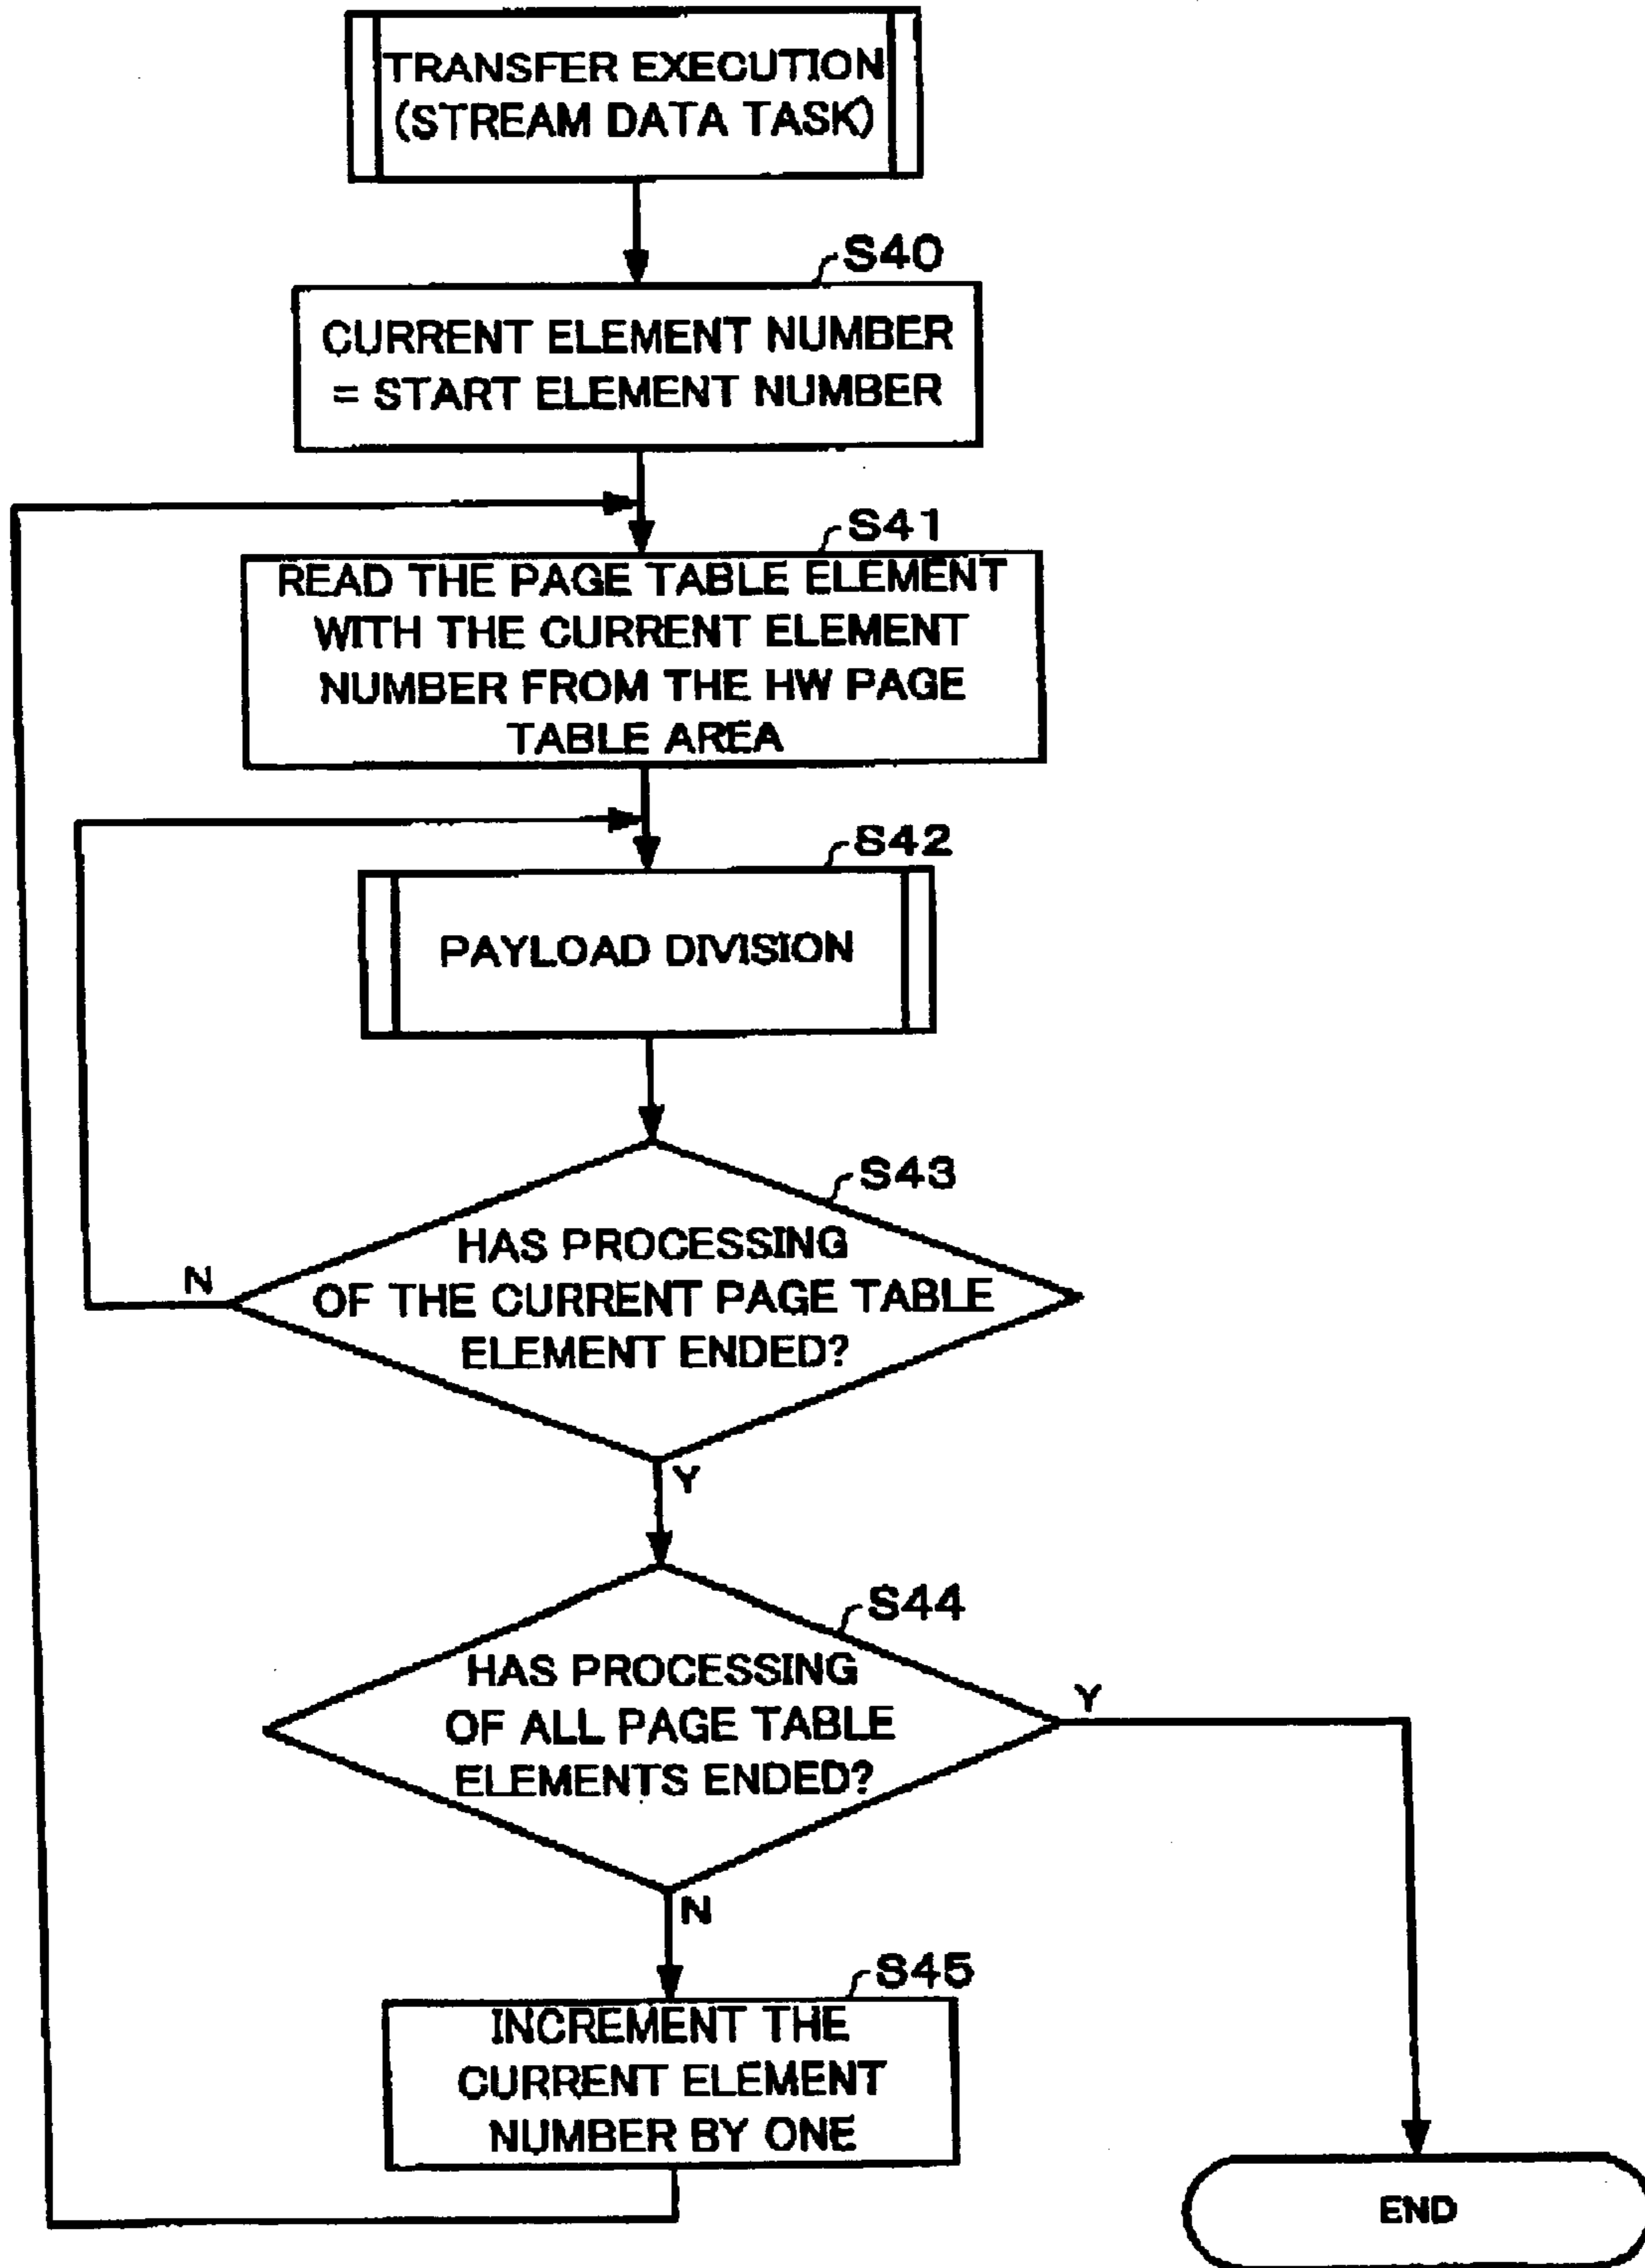 TRANSFER EXECUTION
(STREAM DATA TASK)
S40
CURRENT ELEMENT NUMBER
= START ELEMENT NUMBER
S41
READ THE PAGE TABLE ELEMENT
WITH THE CURRENT ELEMENT
NUMBER FROM THE HW PAGE
TABLE AREA
S42
PAYLOAD DIVISION
S43
HAS PROCESSING
OF THE CURRENT PAGE TABLE
ELEMENT ENDED?
N
Y
S44
HAS PROCESSING
OF ALL PAGE TABLE
ELEMENTS ENDED?
Y
N
S45
INCREMENT THE
CURRENT ELEMENT
NUMBER BY ONE
END